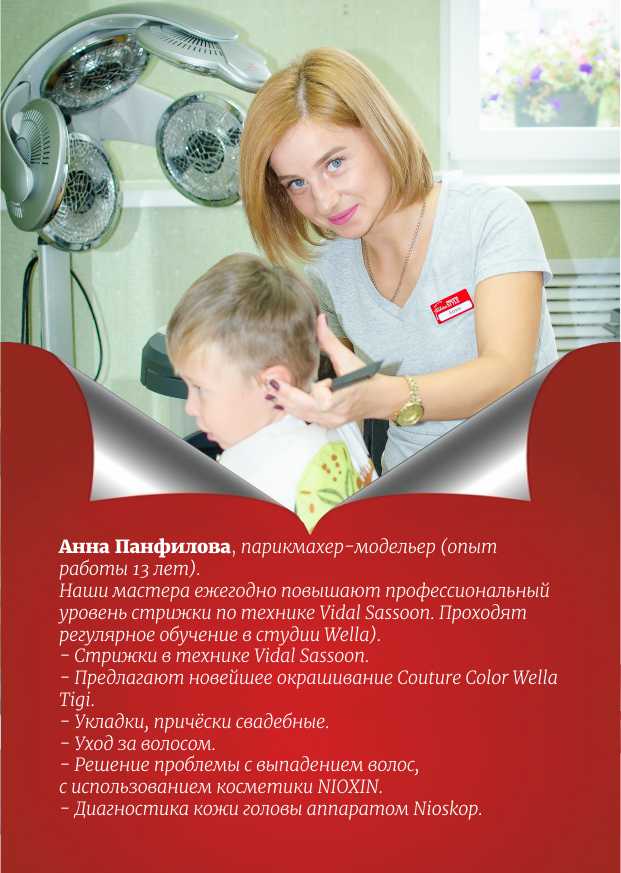 Анна Панфилова, парикмахер-модельер (опыт
работы 13 лет).
Наши мастера ежегодно повышают профессиональный
уровень стрижки по технике Vidal Sassoon. Проходят
регулярное обучение в студии Wella).
- Стрижки в технике Vidal Sassoon.
- Предлагают новейшее окрашивание Couture Color Wella
Tigi.
- Укладки, причёски свадебные.
- Уход за волосом.
- Решение проблемы с выпадением волос,
с использованием косметики NIOXIN.
- Диагностика кожи головы аппаратом Nioskop.